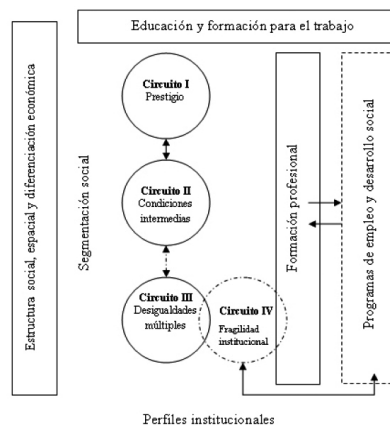 Educación y formación para el trabajo
Estructura social, espacial y diferenciación económica
Segmentación social
Circuito I
Prestigio
Circuito II
Condiciones
intermedias
Circuito III
Desigualdades
múltiples
Circuito IV
Fragilidad
institucional
Formación profesional
Programas de empleo y desarrollo social
Perfiles institucionales